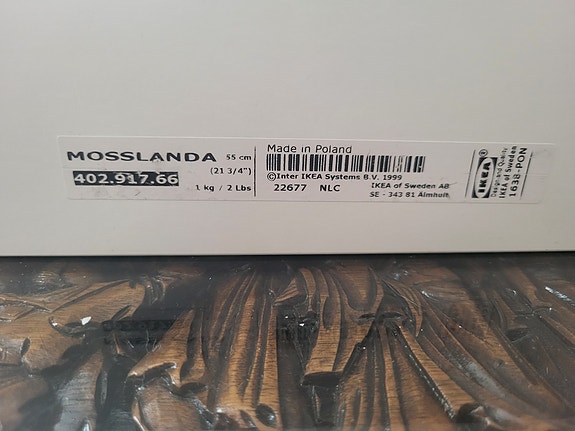 MOSSLANDA 55 cm
(21 3/4")
402.917.66
1 kg / 2 Lbs
Made in Poland
©Inter IKEA Systems B.V. 1999
22677 NLC
IKEA of Sweden AB
SE - 343 81 Älmhult
IKEA®
Design and Quality
IKEA of Sweden
1638-PON